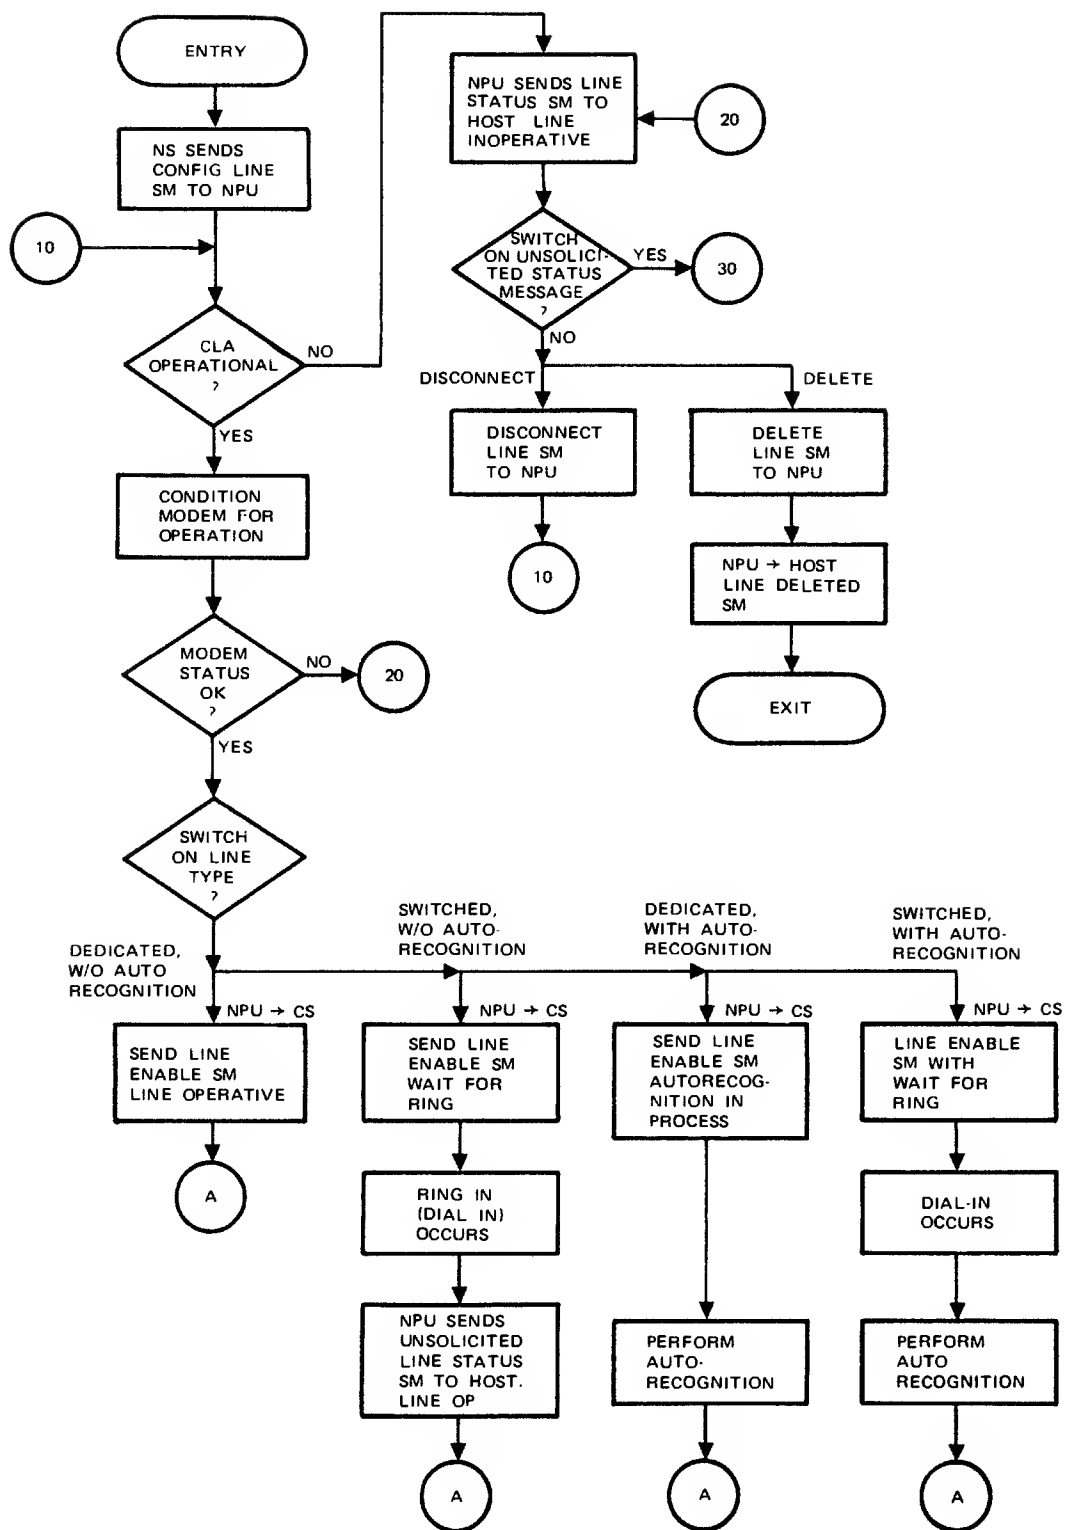 ENTRY
NS SENDS
CONFIG LINE
SM TO NPU
10
CLA
OPERATIONAL
?
NO
YES
CONDITION
MODEM FOR
OPERATION
MODEM
STATUS
OK
?
NO
20
YES
SWITCH
ON LINE
TYPE
?
NPU SENDS LINE
STATUS SM TO
HOST LINE
INOPERATIVE
20
SWITCH
ON UNSOLICI-
TED STATUS
MESSAGE
?
YES
30
NO
DISCONNECT
DELETE
DISCONNECT
LINE SM
TO NPU
10
DELETE
LINE SM
TO NPU
NPU → HOST
LINE DELETED
SM
EXIT
DEDICATED,
W/O AUTO
RECOGNITION
NPU → CS
SEND LINE
ENABLE SM
LINE OPERATIVE
A
SWITCHED,
W/O AUTO-
RECOGNITION
NPU → CS
SEND LINE
ENABLE SM
WAIT FOR
RING
RING IN
(DIAL IN)
OCCURS
NPU SENDS
UNSOLICITED
LINE STATUS
SM TO HOST.
LINE OP
A
DEDICATED,
WITH AUTO-
RECOGNITION
NPU → CS
SEND LINE
ENABLE SM
AUTORECOG-
NITION IN
PROCESS
PERFORM
AUTO-
RECOGNITION
A
SWITCHED,
WITH AUTO-
RECOGNITION
NPU → CS
LINE ENABLE
SM WITH
WAIT FOR
RING
DIAL-IN
OCCURS
PERFORM
AUTO
RECOGNITION
A